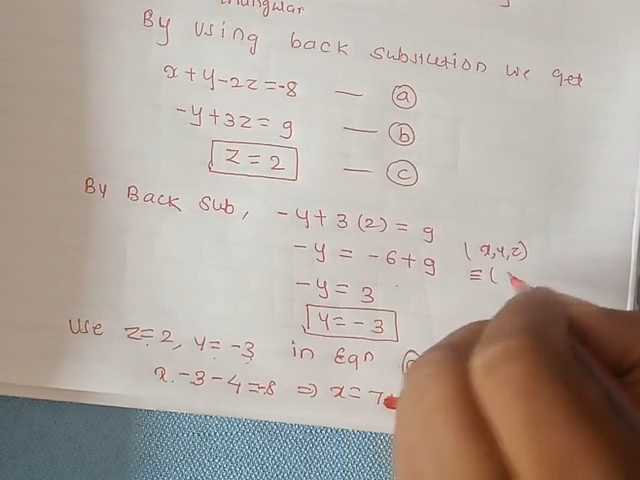 By using back substitution we get
x + y - 2z = -8 — ⓐ
-y + 3z = 9 — ⓑ
z = 2 — ⓒ
By Back Sub, -y + 3(2) = 9
-y = -6 + 9
-y = 3
y = -3
(x, y, z)
≡ (
Use z = 2, y = -3 in Eqn
x - 3 - 4 = -8 ⇒ x = 7